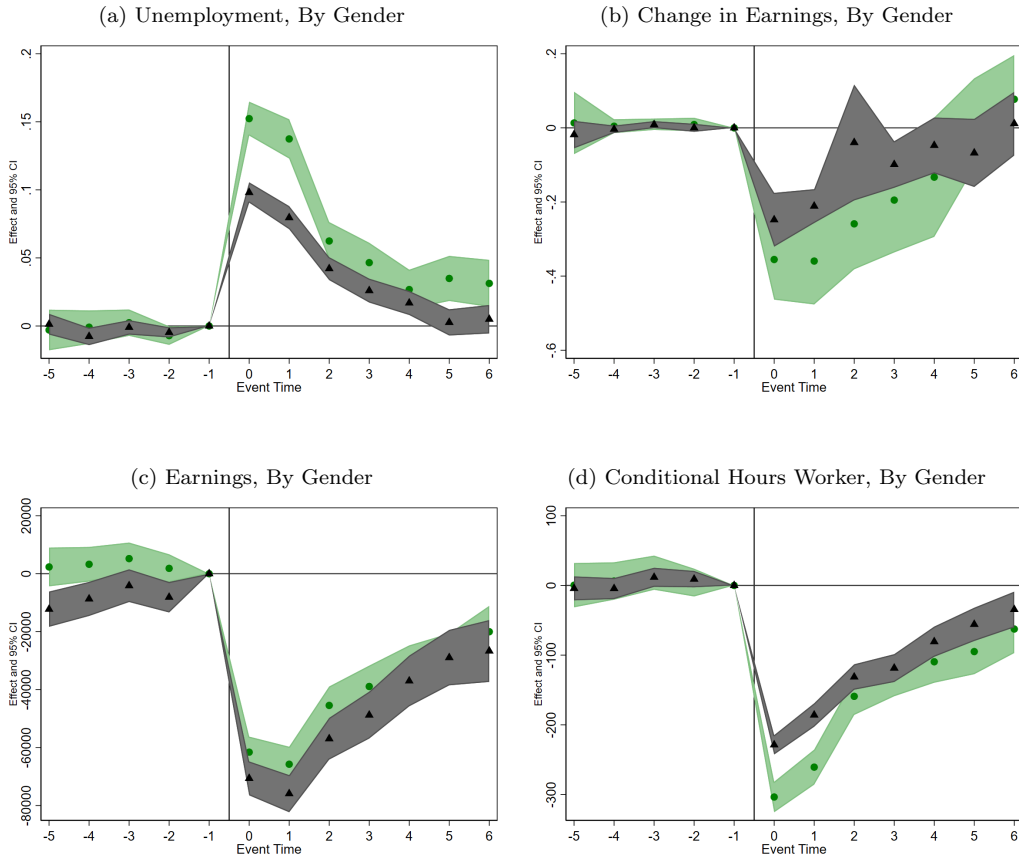 (a) Unemployment, By Gender
Effect and 95% CI
.2
.15
.1
.05
0
-5 -4 -3 -2 -1 0 1 2 3 4 5 6
Event Time
(b) Change in Earnings, By Gender
Effect and 95% CI
.2
0
-.2
-.4
-.6
-5 -4 -3 -2 -1 0 1 2 3 4 5 6
Event Time
(c) Earnings, By Gender
Effect and 95% CI
20000
0
-20000
-40000
-60000
-80000
-5 -4 -3 -2 -1 0 1 2 3 4 5 6
Event Time
(d) Conditional Hours Worker, By Gender
Effect and 95% CI
100
0
-100
-200
-300
-5 -4 -3 -2 -1 0 1 2 3 4 5 6
Event Time